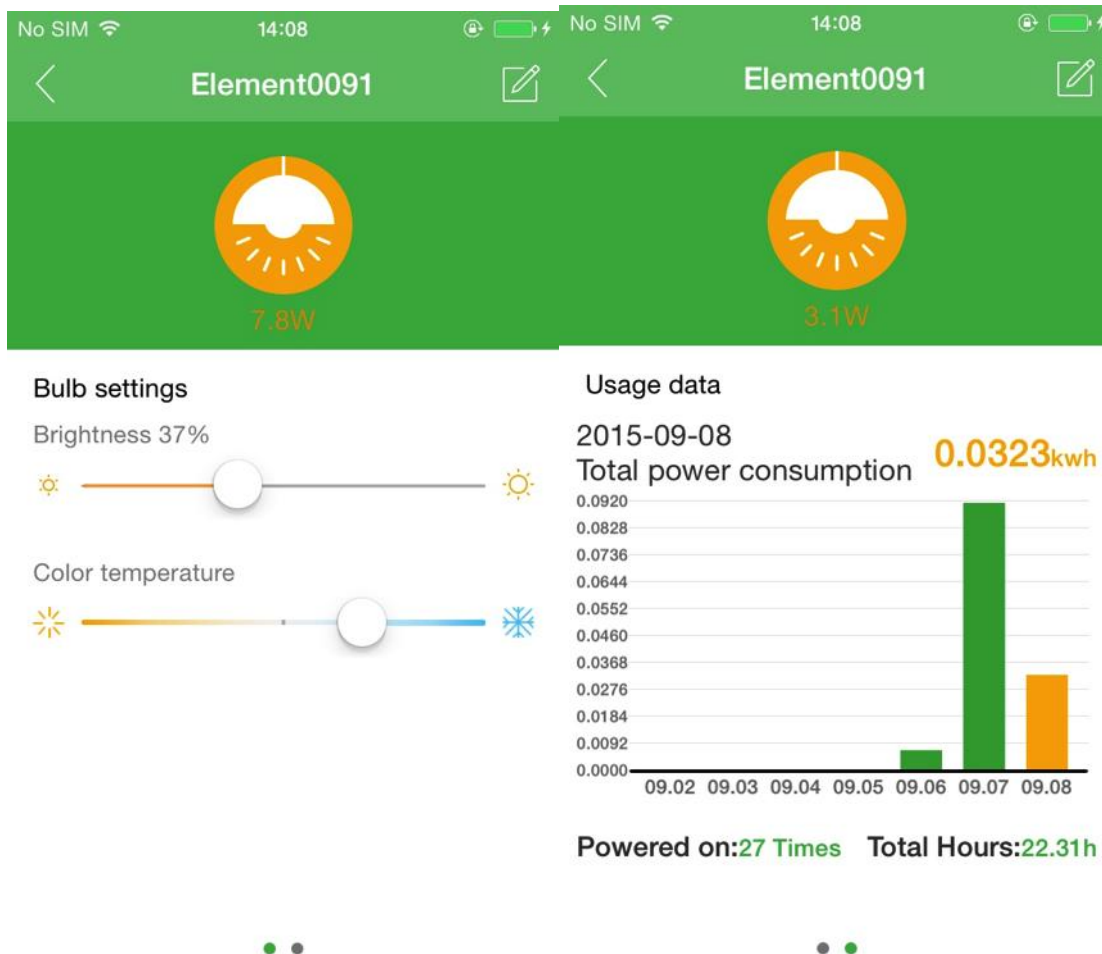 No SIM 14:08
Element0091
7.8W
Bulb settings
Brightness 37%
Color temperature
No SIM 14:08
Element0091
3.1W
Usage data
2015-09-08
Total power consumption 0.0323kwh
0.0920
0.0828
0.0736
0.0644
0.0552
0.0460
0.0368
0.0276
0.0184
0.0092
0.0000
09.02 09.03 09.04 09.05 09.06 09.07 09.08
Powered on:27 Times Total Hours:22.31h